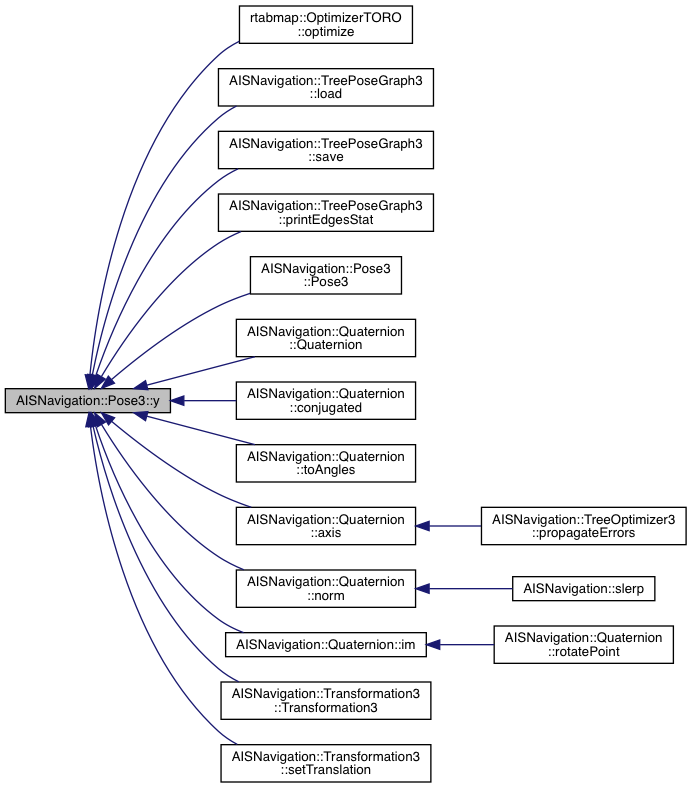 rtabmap::OptimizerTORO
::optimize
AISNavigation::TreePoseGraph3
::load
AISNavigation::TreePoseGraph3
::save
AISNavigation::TreePoseGraph3
::printEdgesStat
AISNavigation::Pose3
::Pose3
AISNavigation::Quaternion
::Quaternion
AISNavigation::Pose3::y
AISNavigation::Quaternion
::conjugated
AISNavigation::Quaternion
::toAngles
AISNavigation::Quaternion
::axis
AISNavigation::TreeOptimizer3
::propagateErrors
AISNavigation::Quaternion
::norm
AISNavigation::slerp
AISNavigation::Quaternion::im
AISNavigation::Quaternion
::rotatePoint
AISNavigation::Transformation3
::Transformation3
AISNavigation::Transformation3
::setTranslation